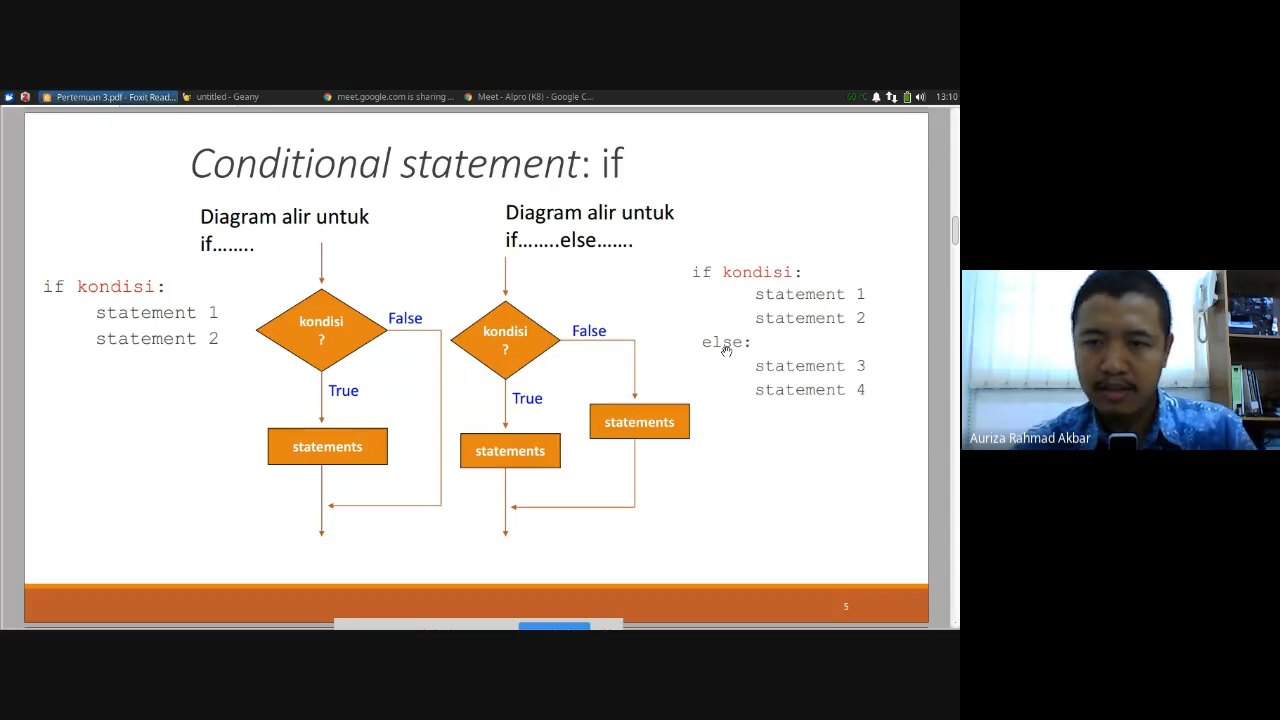 Pertemuan 3.pdf - Foxit Read...
untitled - Geany
meet.google.com is sharing ...
Meet - Alpro (K8) - Google C...
60 °C
13:10
Conditional statement: if
Diagram alir untuk
if……..
if kondisi:
statement 1
statement 2
kondisi
?
False
True
statements
Diagram alir untuk
if……..else…….
kondisi
?
False
True
statements
statements
if kondisi:
statement 1
statement 2
else:
statement 3
statement 4
5
Auriza Rahmad Akbar